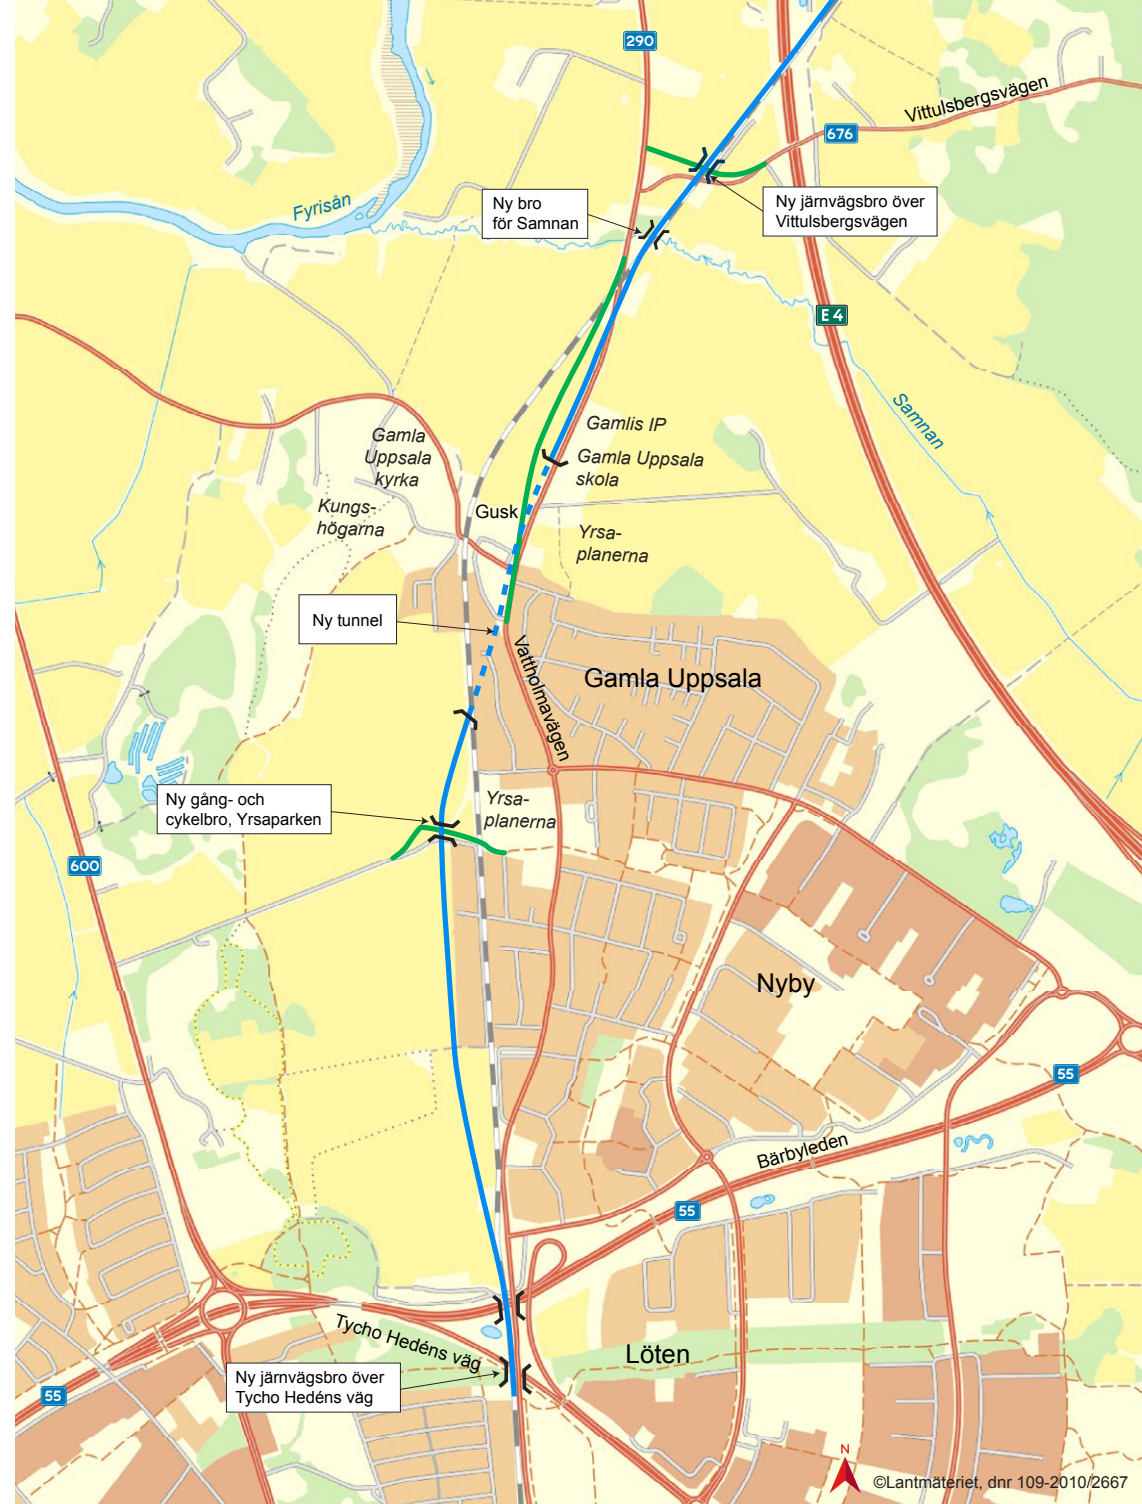 290
Vittulsbergsvägen
676
Fyrisån
Ny bro
för Samnan
Ny järnvägsbro över
Vittulsbergsvägen
E 4
Samnan
Gamlis IP
Gamla
Uppsala
kyrka
Gamla Uppsala
skola
Kungs-
högarna
Gusk
Yrsa-
planerna
Ny tunnel
Vattholmavägen
Gamla Uppsala
Ny gång- och
cykelbro, Yrsaparken
Yrsa-
planerna
600
Nyby
55
Bärbyleden
55
Tycho Hedéns väg
Löten
Ny järnvägsbro över
Tycho Hedéns väg
55
N
©Lantmäteriet, dnr 109-2010/2667